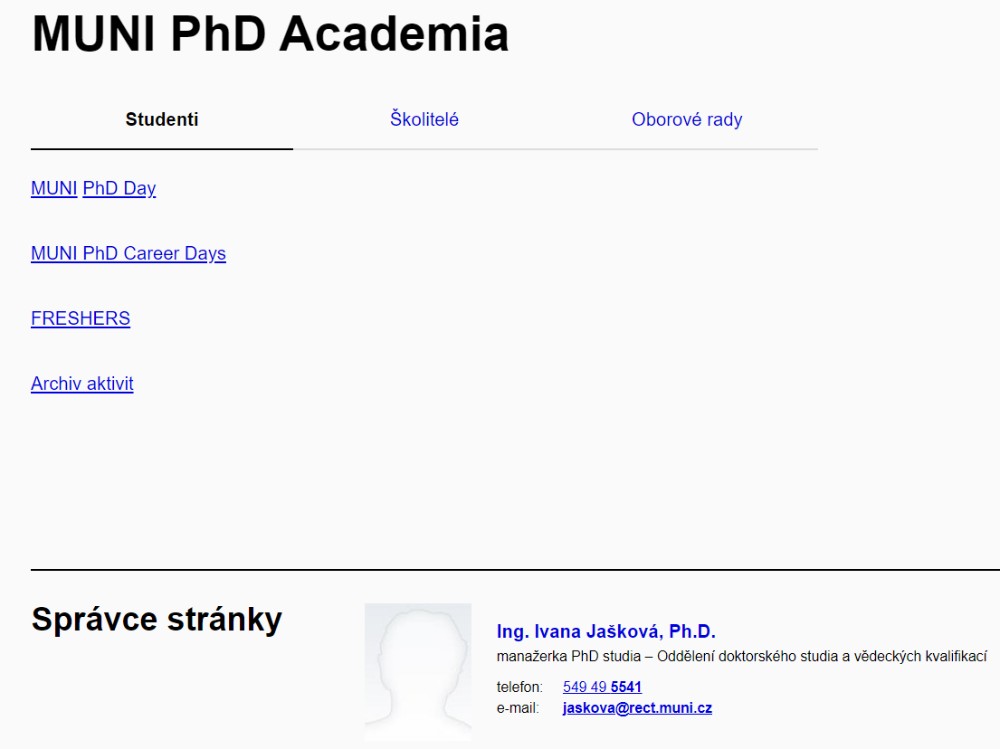 MUNI PhD Academia
Studenti
Školitelé
Oborové rady
MUNI PhD Day
MUNI PhD Career Days
FRESHERS
Archiv aktivit
Správce stránky
Ing. Ivana Jašková, Ph.D.
manažerka PhD studia – Oddělení doktorského studia a vědeckých kvalifikací
telefon: 549 49 5541
e-mail: jaskova@rect.muni.cz